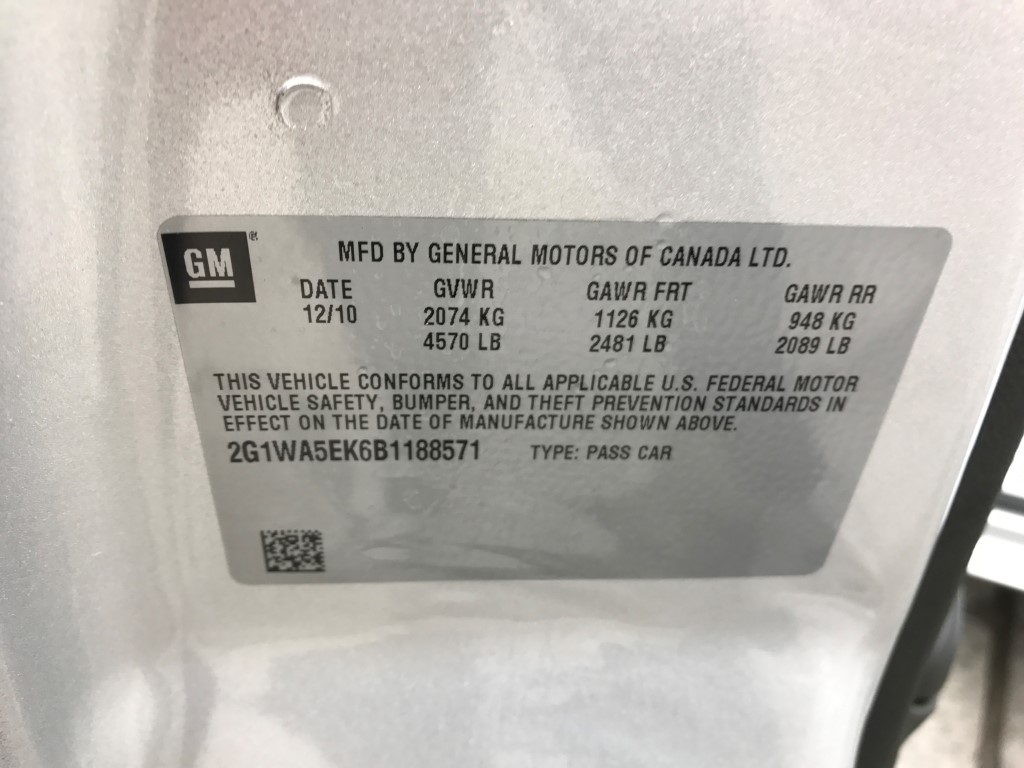 GM®
MFD BY GENERAL MOTORS OF CANADA LTD.
DATE GVWR GAWR FRT GAWR RR
12/10 2074 KG 1126 KG 948 KG
4570 LB 2481 LB 2089 LB
THIS VEHICLE CONFORMS TO ALL APPLICABLE U.S. FEDERAL MOTOR
VEHICLE SAFETY, BUMPER, AND THEFT PREVENTION STANDARDS IN
EFFECT ON THE DATE OF MANUFACTURE SHOWN ABOVE.
2G1WA5EK6B1188571 TYPE: PASS CAR